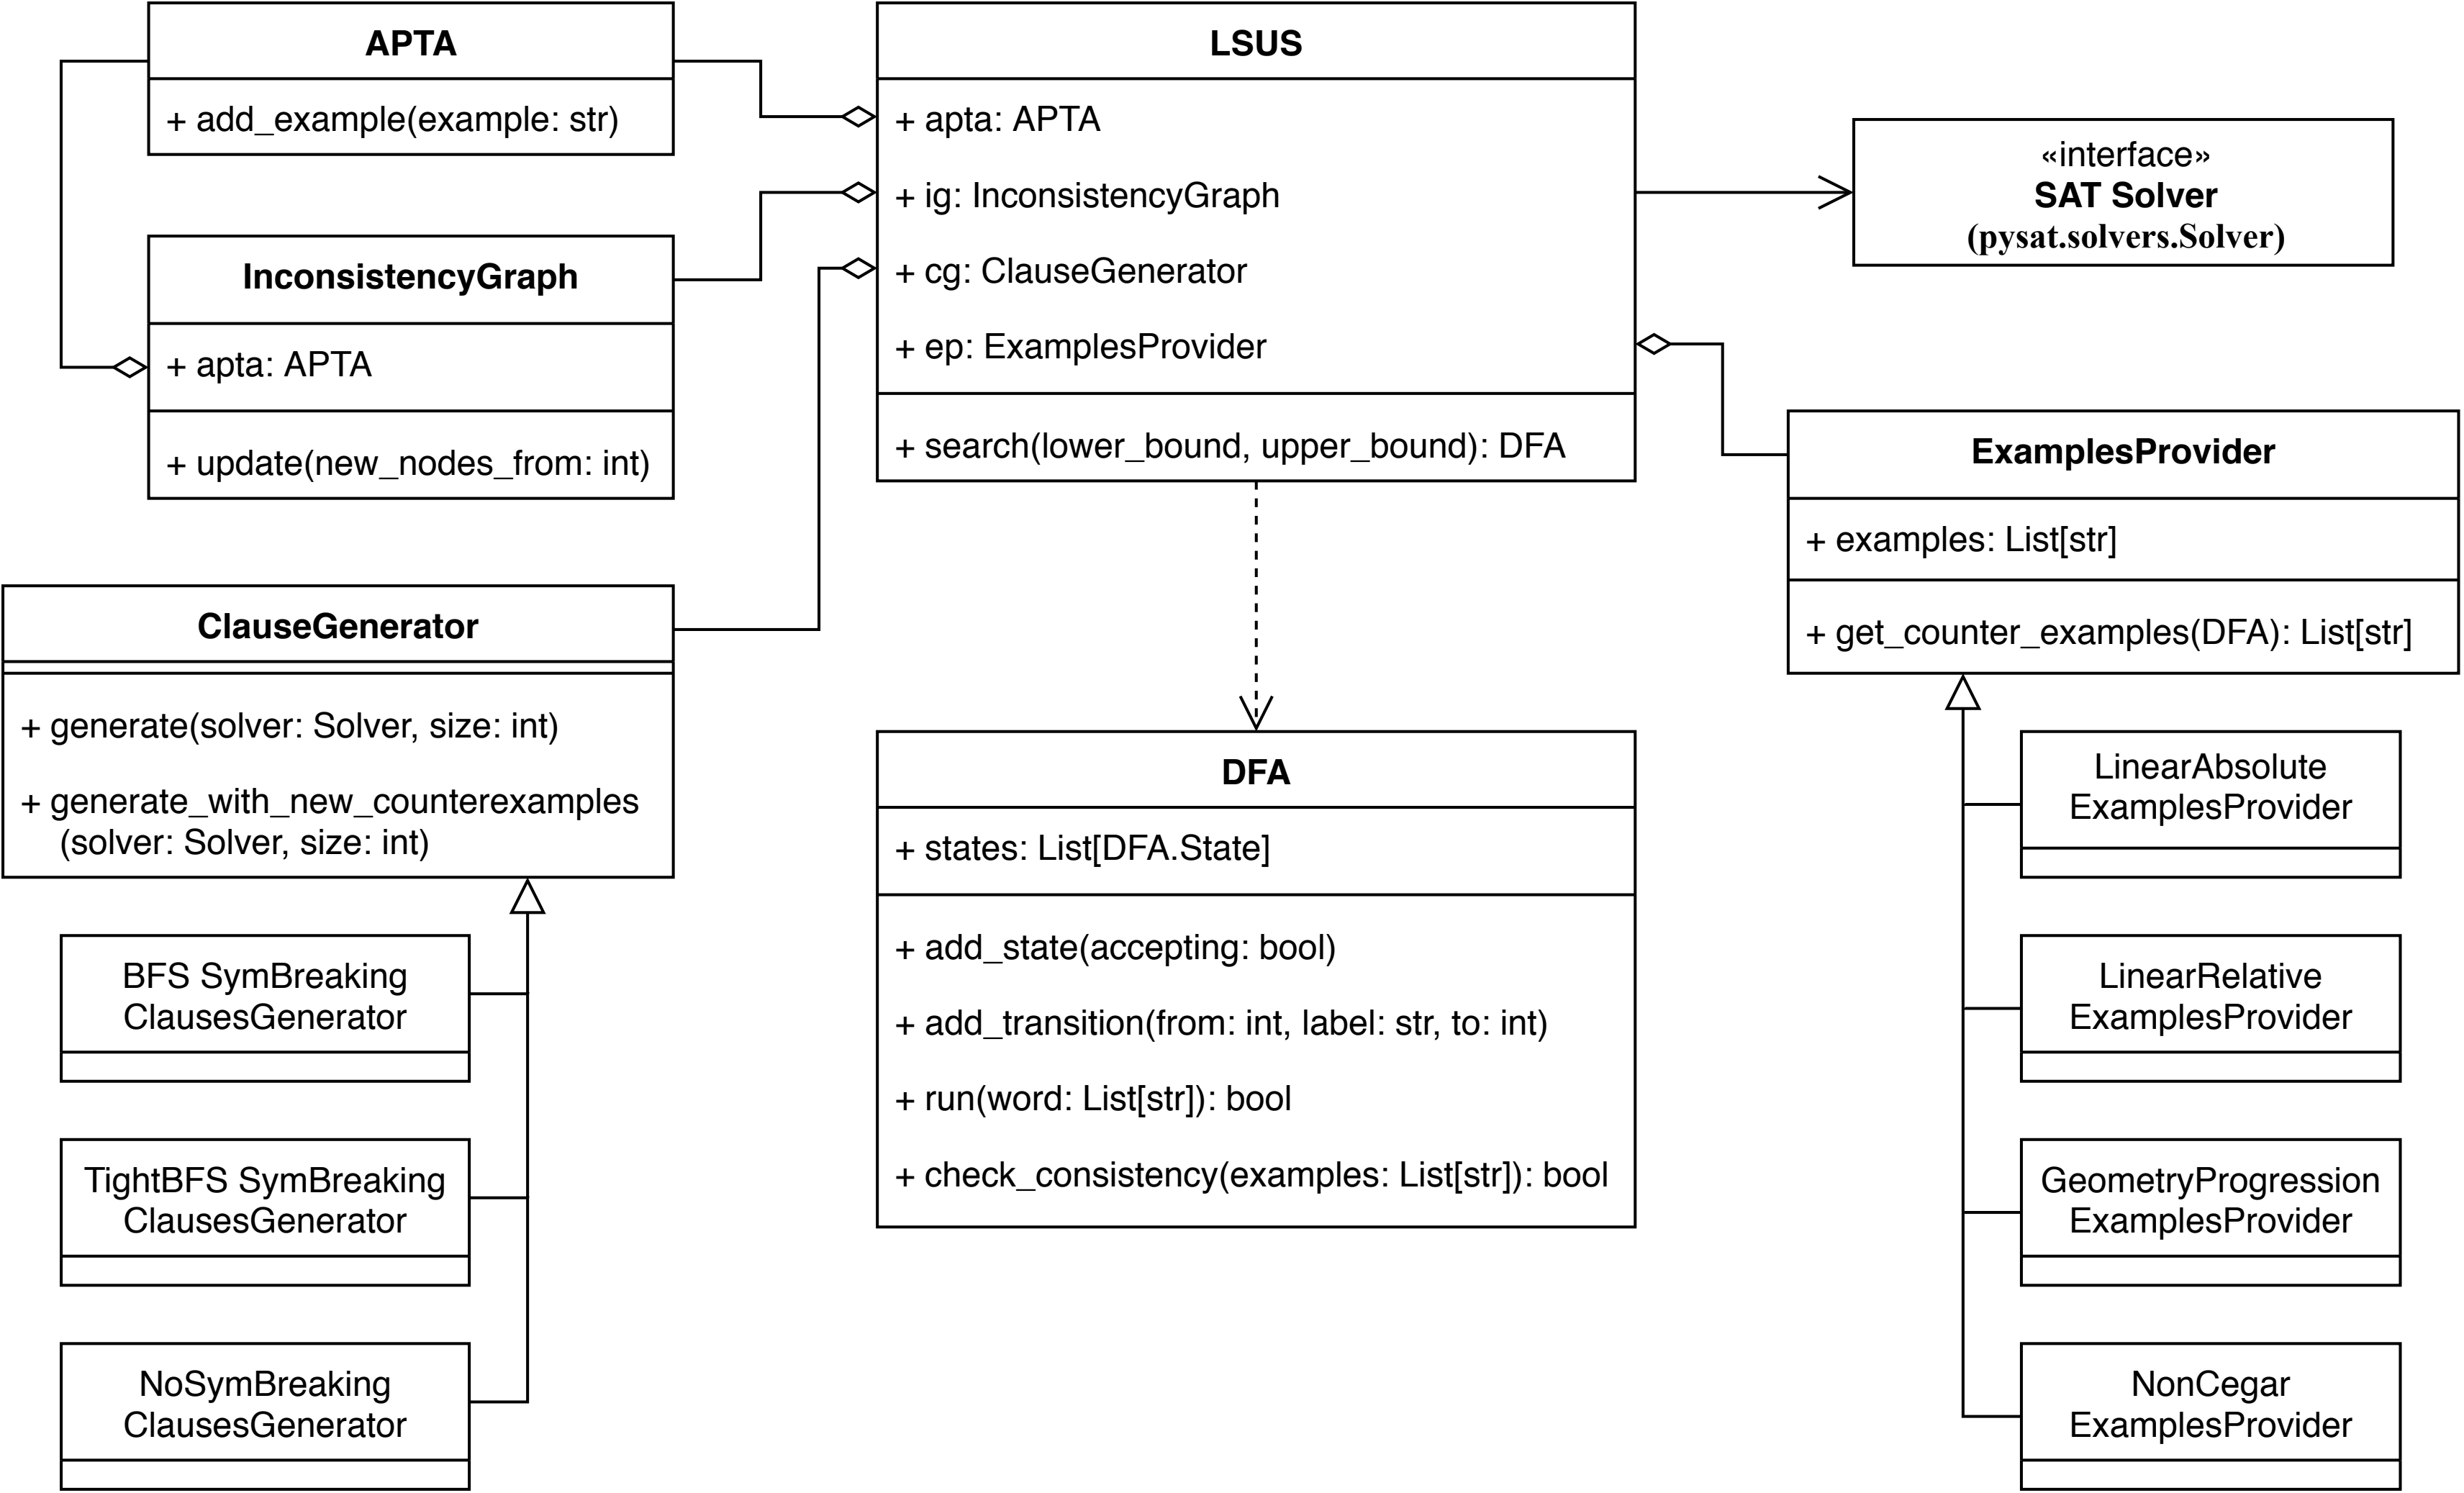 APTA
+ add_example(example: str)
InconsistencyGraph
+ apta: APTA
+ update(new_nodes_from: int)
ClauseGenerator
+ generate(solver: Solver, size: int)
+ generate_with_new_counterexamples
(solver: Solver, size: int)
BFS SymBreaking
ClausesGenerator
TightBFS SymBreaking
ClausesGenerator
NoSymBreaking
ClausesGenerator
LSUS
+ apta: APTA
+ ig: InconsistencyGraph
+ cg: ClauseGenerator
+ ep: ExamplesProvider
+ search(lower_bound, upper_bound): DFA
DFA
+ states: List[DFA.State]
+ add_state(accepting: bool)
+ add_transition(from: int, label: str, to: int)
+ run(word: List[str]): bool
+ check_consistency(examples: List[str]): bool
«interface»
SAT Solver
(pysat.solvers.Solver)
ExamplesProvider
+ examples: List[str]
+ get_counter_examples(DFA): List[str]
LinearAbsolute
ExamplesProvider
LinearRelative
ExamplesProvider
GeometryProgression
ExamplesProvider
NonCegar
ExamplesProvider